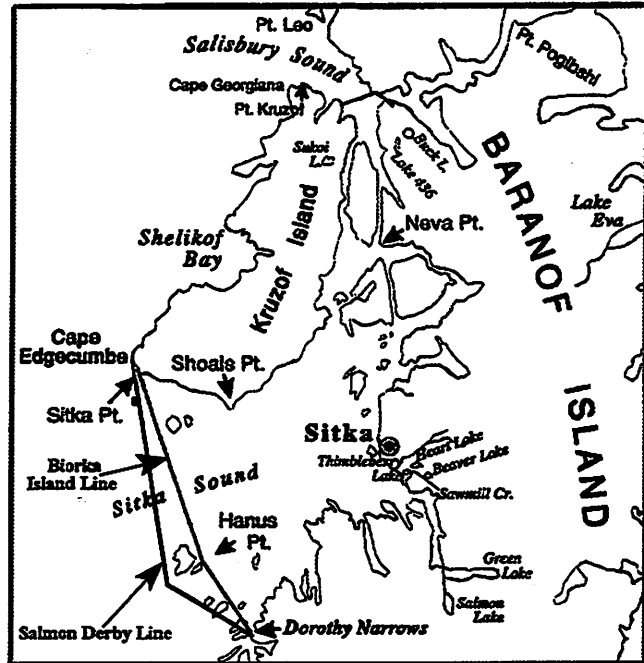 Pt. Leo
Salisbury Sound
Pt. Pogibshi
Cape Georgiana
Pt. Kruzof
Buck L.
Lake 436
Sukoi
L.
BARANOF
Lake
Eva
Neva Pt.
Kruzof Island
Shelikof
Bay
Cape
Edgecumbe
Shoals Pt.
Sitka Pt.
ISLAND
Sitka
Heart Lake
Thimbleberry
Lake
Beaver Lake
Biorka
Island Line
Sitka Sound
Sawmill Cr.
Hanus
Pt.
Green
Lake
Salmon
Lake
Salmon Derby Line
Dorothy Narrows